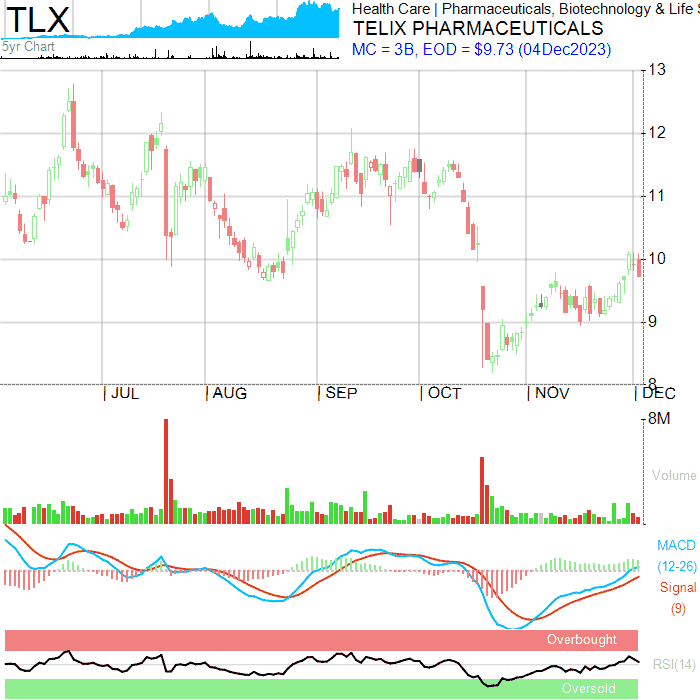 TLX
5yr Chart
Health Care | Pharmaceuticals, Biotechnology & Life S
TELIX PHARMACEUTICALS
MC = 3B, EOD = $9.73 (04Dec2023)
13
12
11
10
9
8
JUL AUG SEP OCT NOV DEC
8M
Volume
MACD
(12-26)
Signal
(9)
Overbought
RSI(14)
Oversold